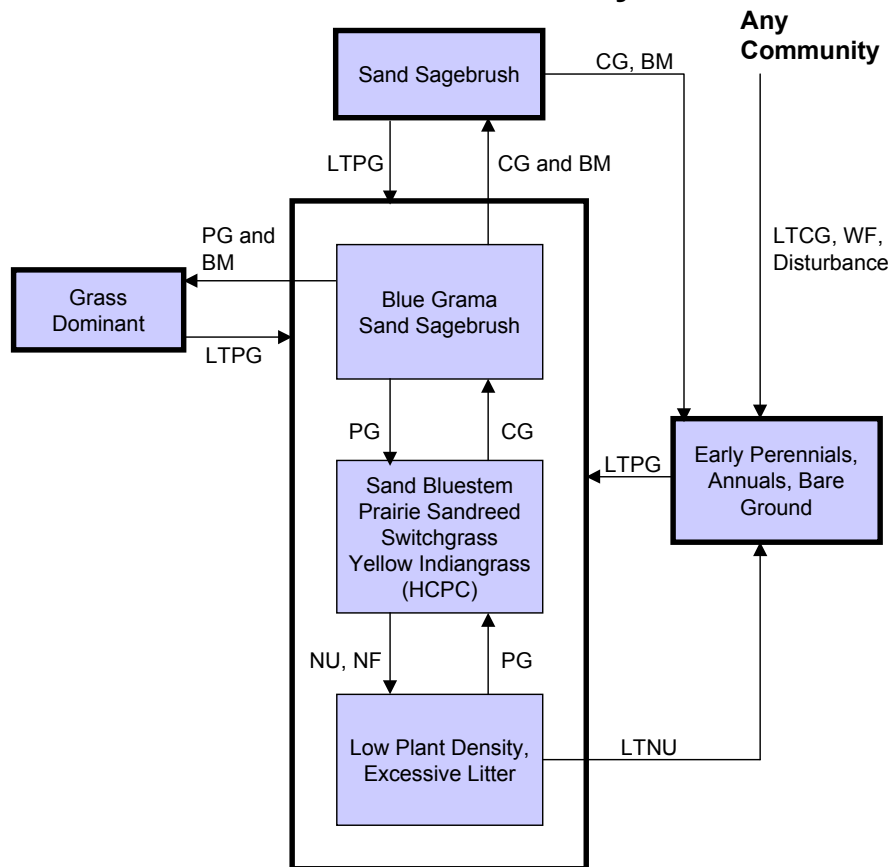 Any
Community
Sand Sagebrush
CG, BM
LTPG
CG and BM
PG and
BM
LTCG, WF,
Disturbance
Grass
Dominant
Blue Grama
Sand Sagebrush
LTPG
PG
CG
Early Perennials,
Annuals, Bare
Ground
LTPG
Sand Bluestem
Prairie Sandreed
Switchgrass
Yellow Indiangrass
(HCPC)
NU, NF
PG
Low Plant Density,
Excessive Litter
LTNU